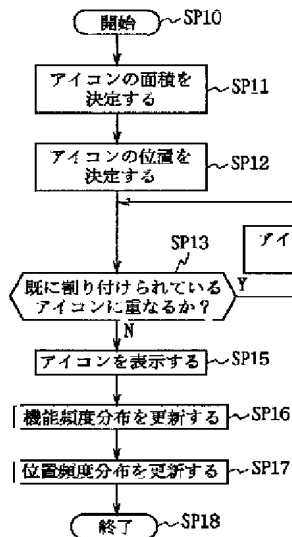 開始
SP10
アイコンの面積を
決定する
SP11
アイコンの位置を
決定する
SP12
SP13
アイ
既に割り付けられている
アイコンに重なるか?
Y
N
アイコンを表示する
SP15
機能頻度分布を更新する
SP16
位置頻度分布を更新する
SP17
終了
SP18